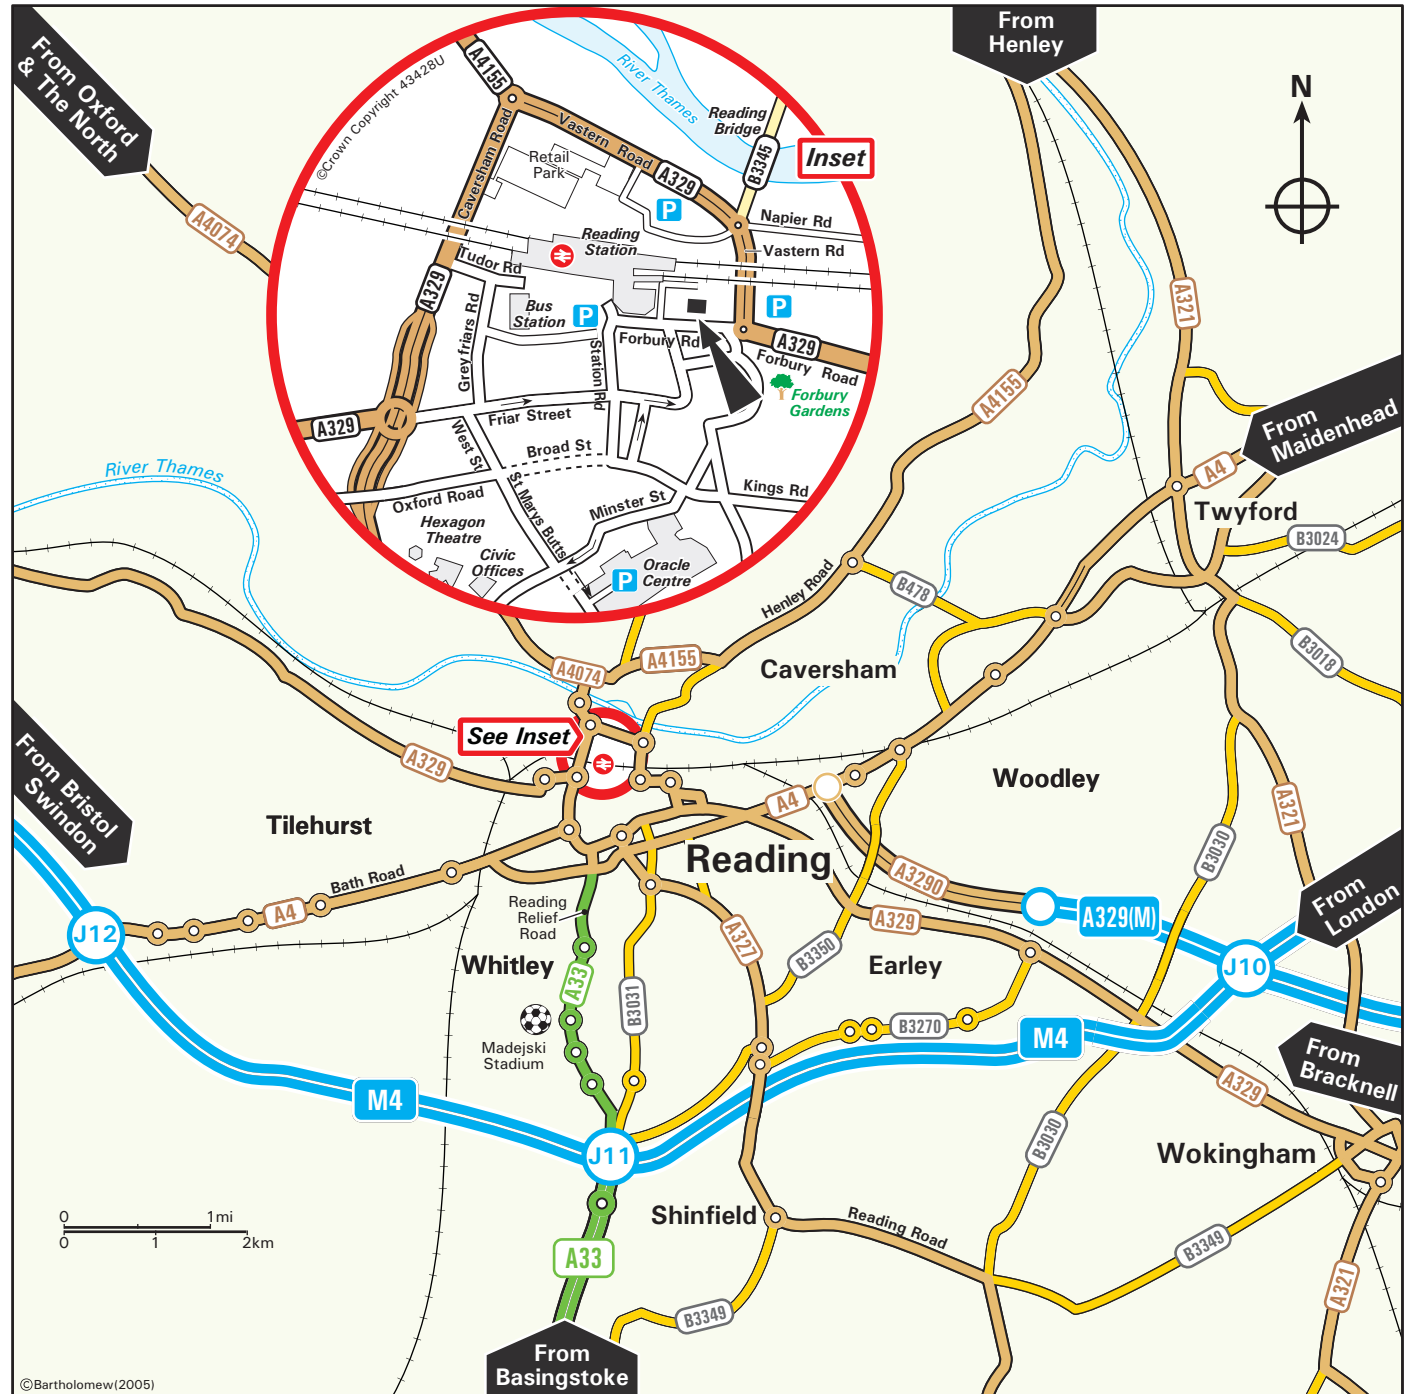 From
Henley
From Oxford
& The North
N
©Crown Copyright 43428U
A4155
River Thames
Reading
Bridge
Inset
Vastern Road
Caversham Road
Retail
Park
A329
B3345
P
Napier Rd
Vastern Rd
Reading
Station
Tudor Rd
A329
Bus
Station
P
P
Greyfriars Rd
Station Rd
Forbury Rd
A329
Forbury Road
Forbury
Gardens
A329
Friar Street
West St
Broad St
Oxford Road
St Marys Butts
Minster St
Kings Rd
Hexagon
Theatre
Civic
Offices
P
Oracle
Centre
A4074
A321
A4155
From
Maidenhead
A4
Twyford
B3024
River Thames
Henley Road
B478
B3018
A4074
A4155
Caversham
See Inset
A329
From Bristol
Swindon
Tilehurst
A4
Woodley
A321
B3030
Reading
Bath Road
A4
A3290
A329(M)
From
London
J12
Reading
Relief
Road
A327
A329
Whitley
A33
B3350
Earley
J10
B3031
B3270
M4
Madejski
Stadium
From
Bracknell
M4
A329
J11
B3030
Wokingham
Shinfield
Reading Road
B3349
0 1mi
0 1 2km
A33
A321
B3349
From
Basingstoke
©Bartholomew(2005)